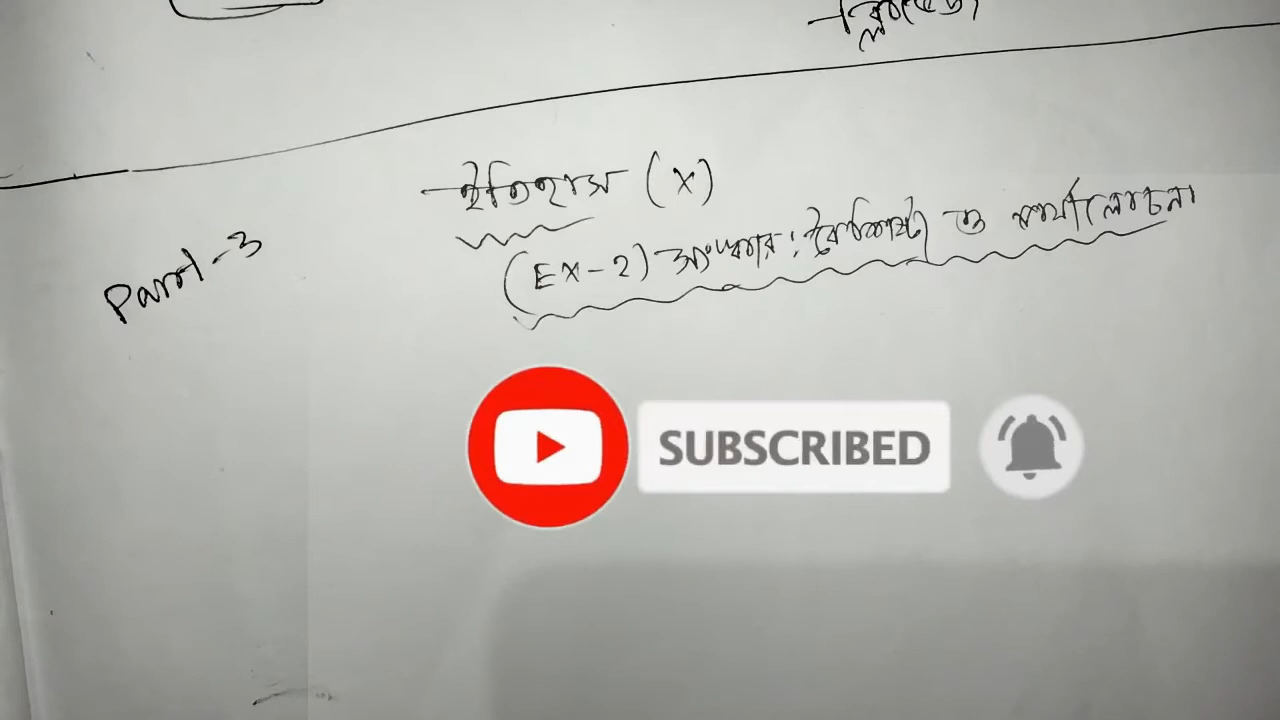 ইতিহাস (X)
Part-3
(EX-2) সংস্কার: বৈশিষ্ট্য ও পর্যালোচনা
SUBSCRIBED